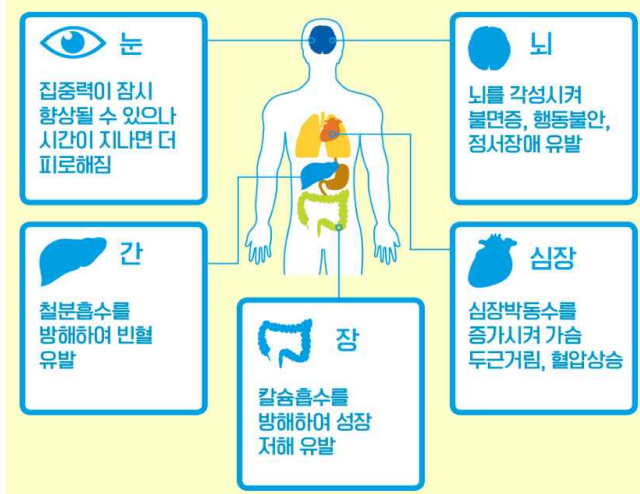 눈
집중력이 잠시
향상될 수 있으나
시간이 지나면 더
피로해짐
뇌
뇌를 각성시켜
불면증, 행동불안,
정서장애 유발
간
철분흡수를
방해하여 빈혈
유발
심장
심장박동수를
증가시켜 가슴
두근거림, 혈압상승
장
칼슘흡수를
방해하여 성장
저해 유발